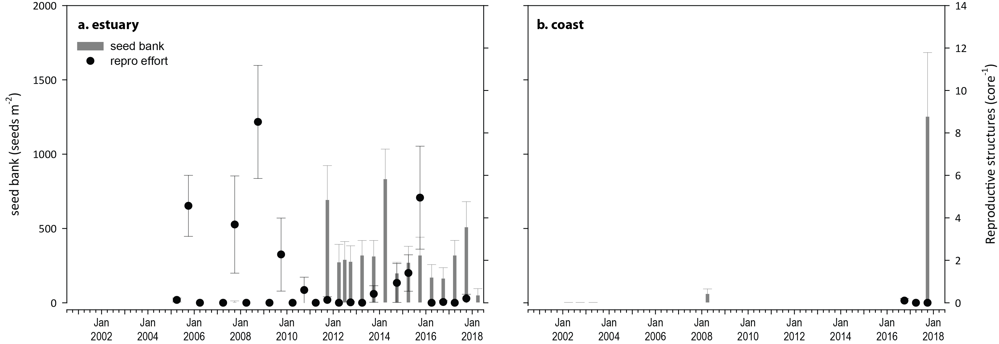 a. estuary
seed bank
repro effort
seed bank (seeds m-2)
2000
1500
1000
500
0
Jan Jan Jan Jan Jan Jan Jan Jan Jan
2002 2004 2006 2008 2010 2012 2014 2016 2018
b. coast
14
12
10
8
6
4
2
0
Reproductive structures (core-1)
Jan Jan Jan Jan Jan Jan Jan Jan Jan
2002 2004 2006 2008 2010 2012 2014 2016 2018